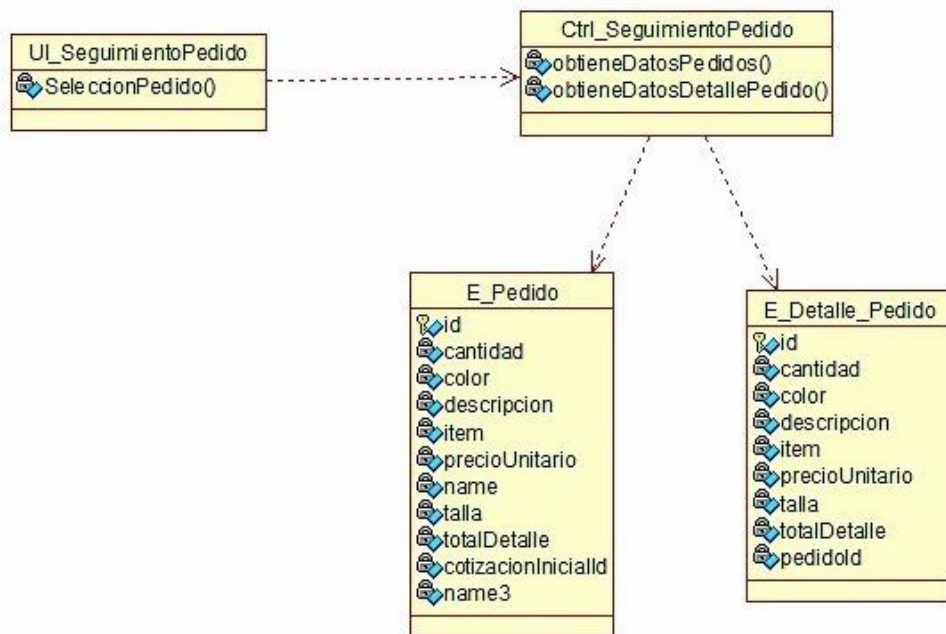 UI_SeguimientoPedido
SeleccionPedido()
Ctrl_SeguimientoPedido
obtieneDatosPedidos()
obtieneDatosDetallePedido()
E_Pedido
id
cantidad
color
descripcion
item
precioUnitario
name
talla
totalDetalle
cotizacionInicialId
name3
E_Detalle_Pedido
id
cantidad
color
descripcion
item
precioUnitario
talla
totalDetalle
pedidoId